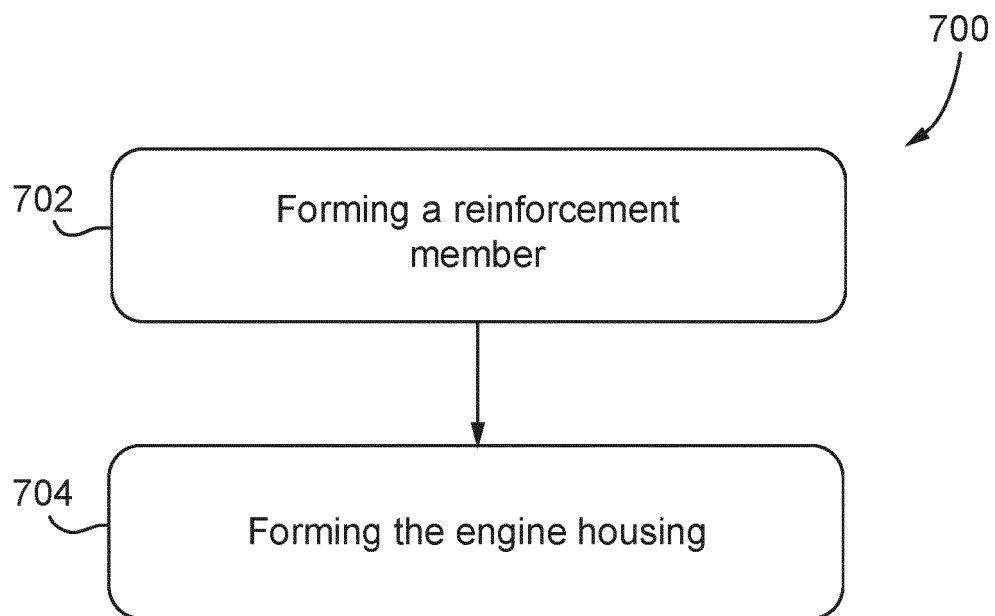 700
702
Forming a reinforcement
member
704
Forming the engine housing